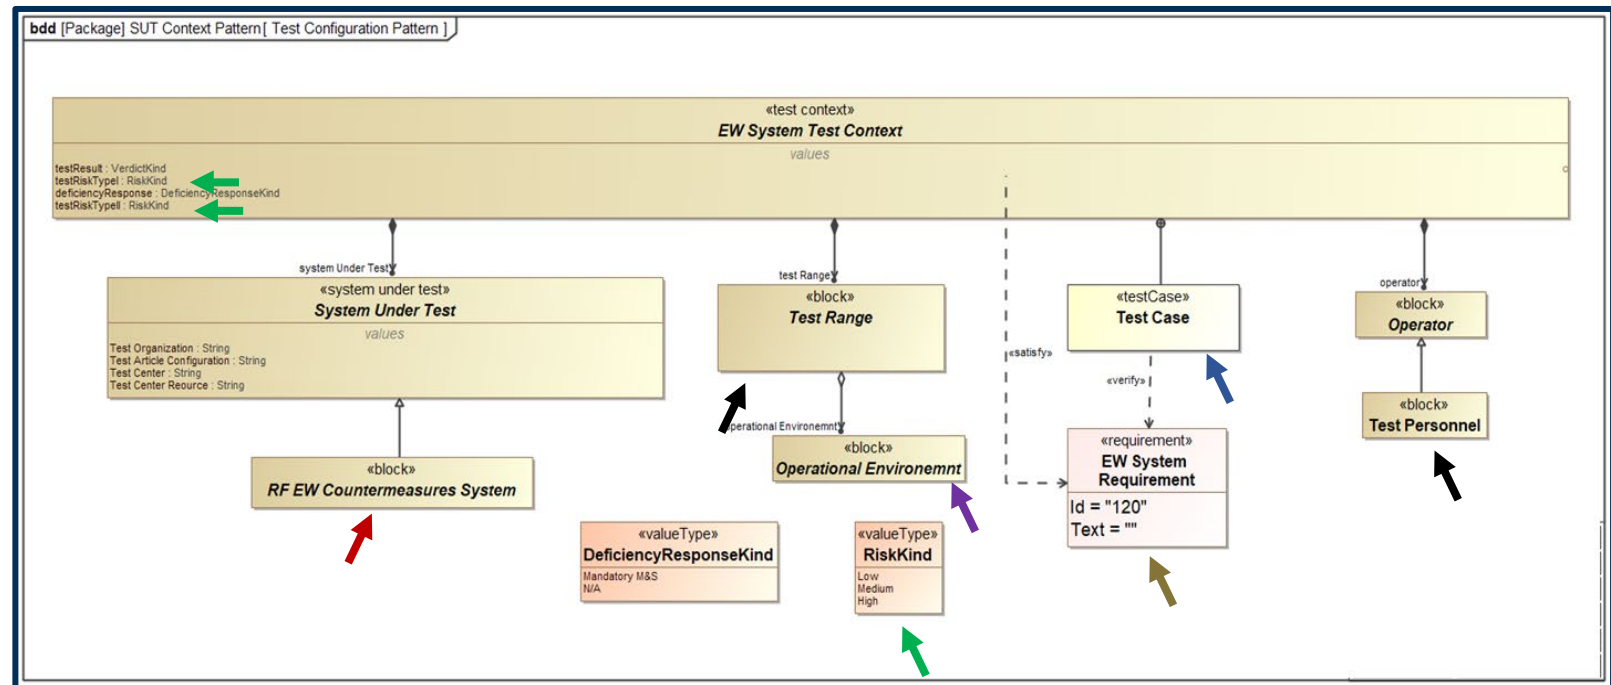 bdd [Package] SUT Context Pattern[ Test Configuration Pattern ]
«test context»
EW System Test Context
values
testResult : VerdictKind
testRiskTypeI : RiskKind
deficiencyResponse : DeficiencyResponseKind
testRiskTypeII : RiskKind
system Under Test
test Range
operator
«system under test»
System Under Test
values
Test Organization : String
Test Article Configuration : String
Test Center : String
Test Center Reource : String
«block»
Test Range
«testCase»
Test Case
«block»
Operator
«satisfy»
«verify»
«block»
Test Personnel
operational Environemnt
«block»
Operational Environemnt
«requirement»
EW System
Requirement
Id = "120"
Text = ""
«block»
RF EW Countermeasures System
«valueType»
DeficiencyResponseKind
Mandatory M&S
N/A
«valueType»
RiskKind
Low
Medium
High